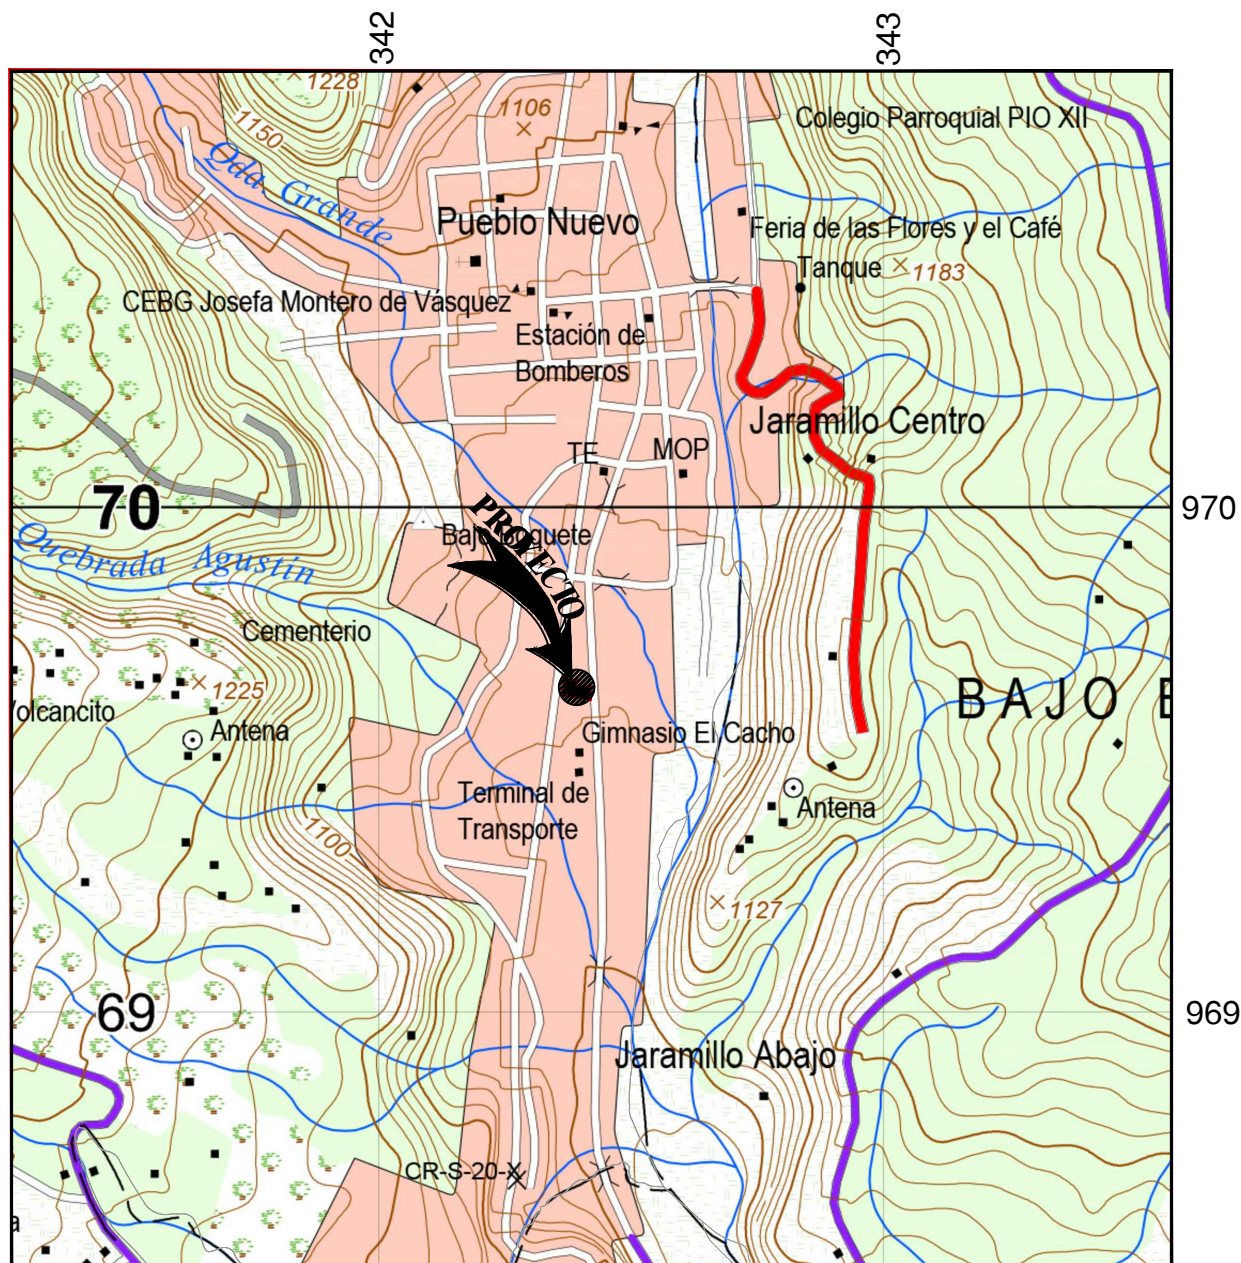 342
343
1228
1106
1150
Colegio Parroquial PIO XII
Qda Grande
Pueblo Nuevo
Feria de las Flores y el Café
Tanque
1183
CEBG Josefa Montero de Vásquez
Estación de
Bomberos
Jaramillo Centro
TE
MOP
70
970
PROYECTO
Bajo Boquete
Quebrada Agustín
Cementerio
1225
Volcancito
Antena
BAJO
Gimnasio El Cacho
Terminal de
Transporte
Antena
1100
1127
69
969
Jaramillo Abajo
CR-S-20-X
a